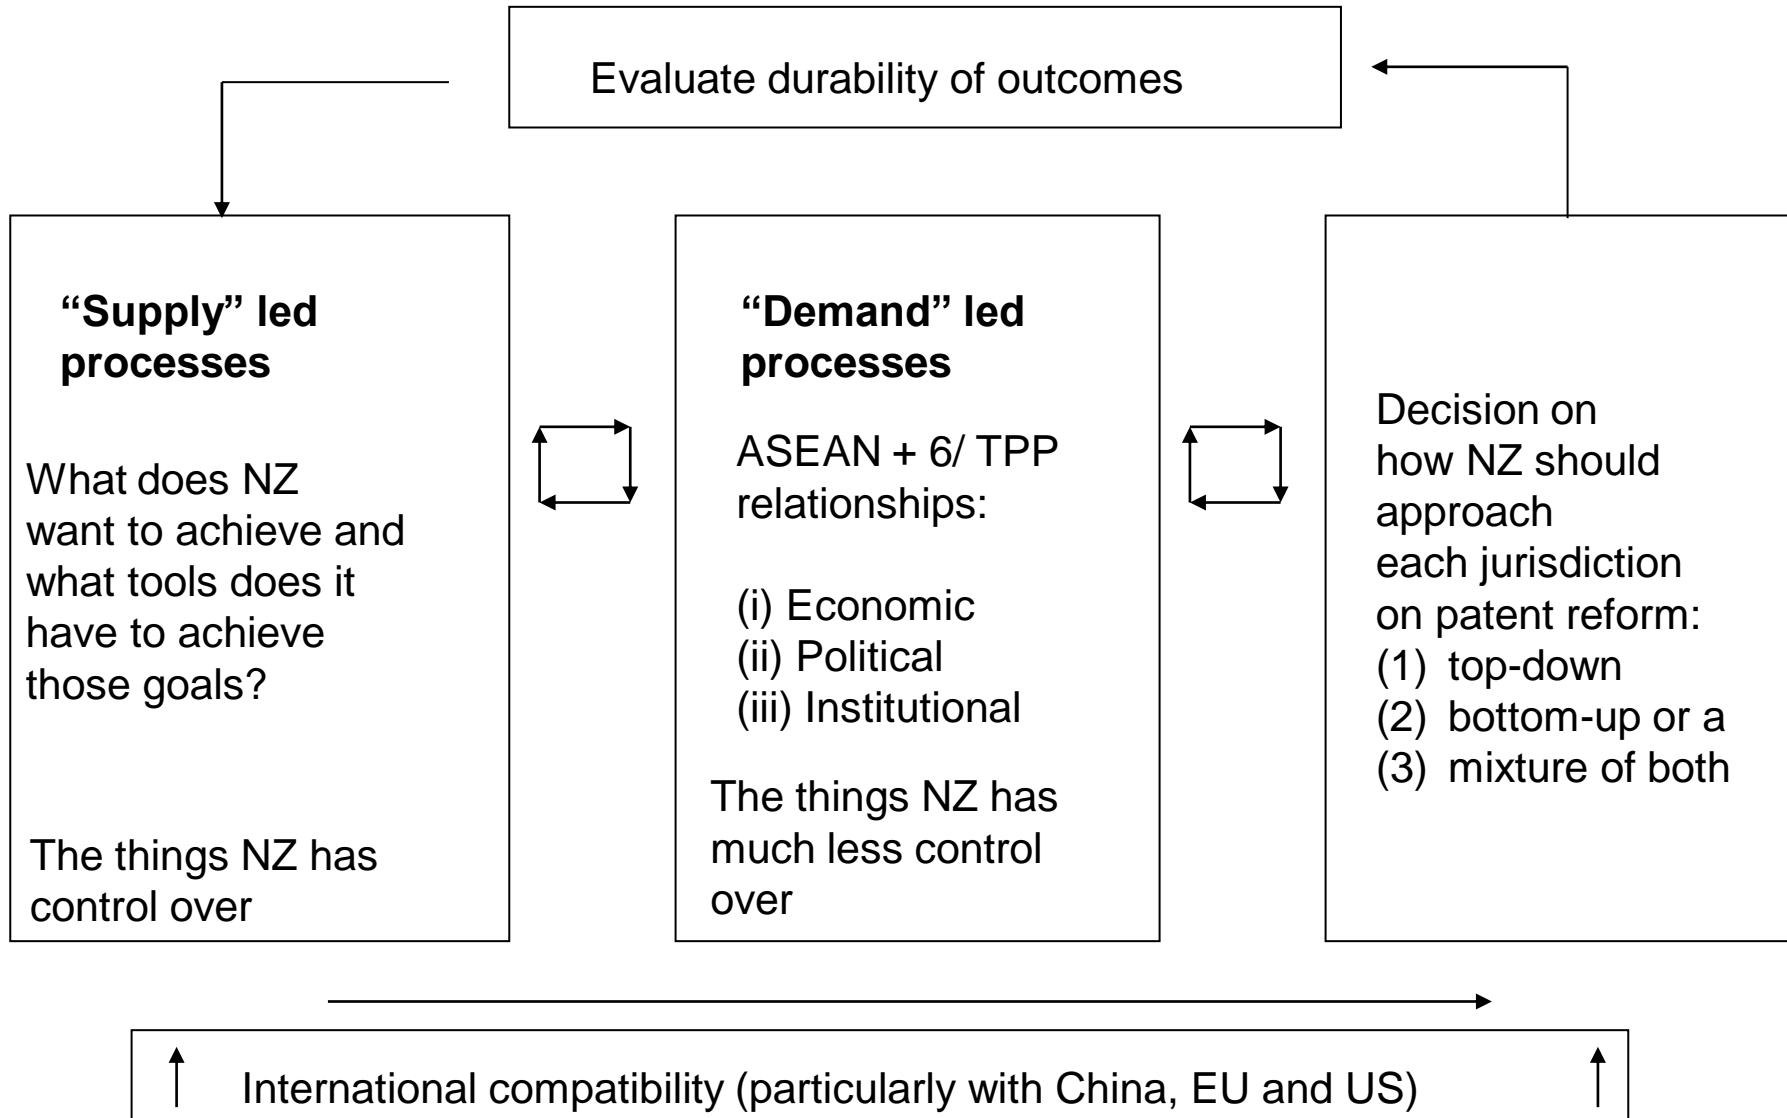 Evaluate durability of outcomes
“Supply” led
processes
What does NZ
want to achieve and
what tools does it
have to achieve
those goals?
The things NZ has
control over
“Demand” led
processes
ASEAN + 6/ TPP
relationships:
(i) Economic
(ii) Political
(iii) Institutional
The things NZ has
much less control
over
Decision on
how NZ should
approach
each jurisdiction
on patent reform:
(1) top-down
(2) bottom-up or a
(3) mixture of both
International compatibility (particularly with China, EU and US)